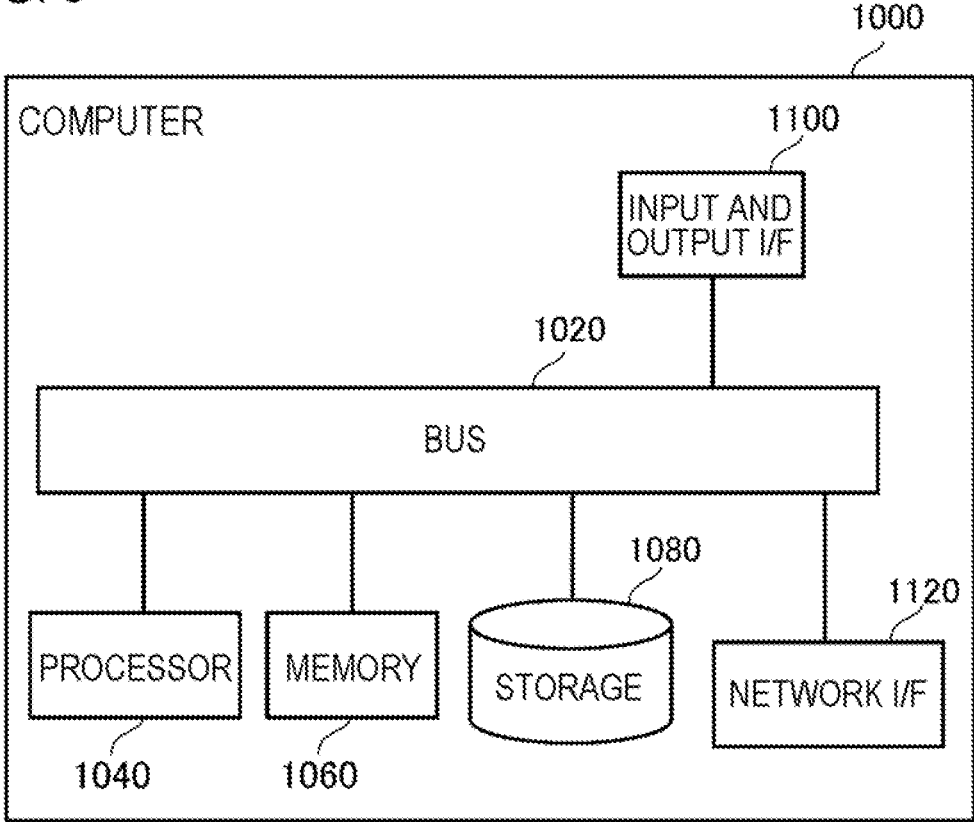 1000
COMPUTER
1100
INPUT AND
OUTPUT I/F
1020
BUS
1080
1120
PROCESSOR
MEMORY
STORAGE
NETWORK I/F
1040
1060